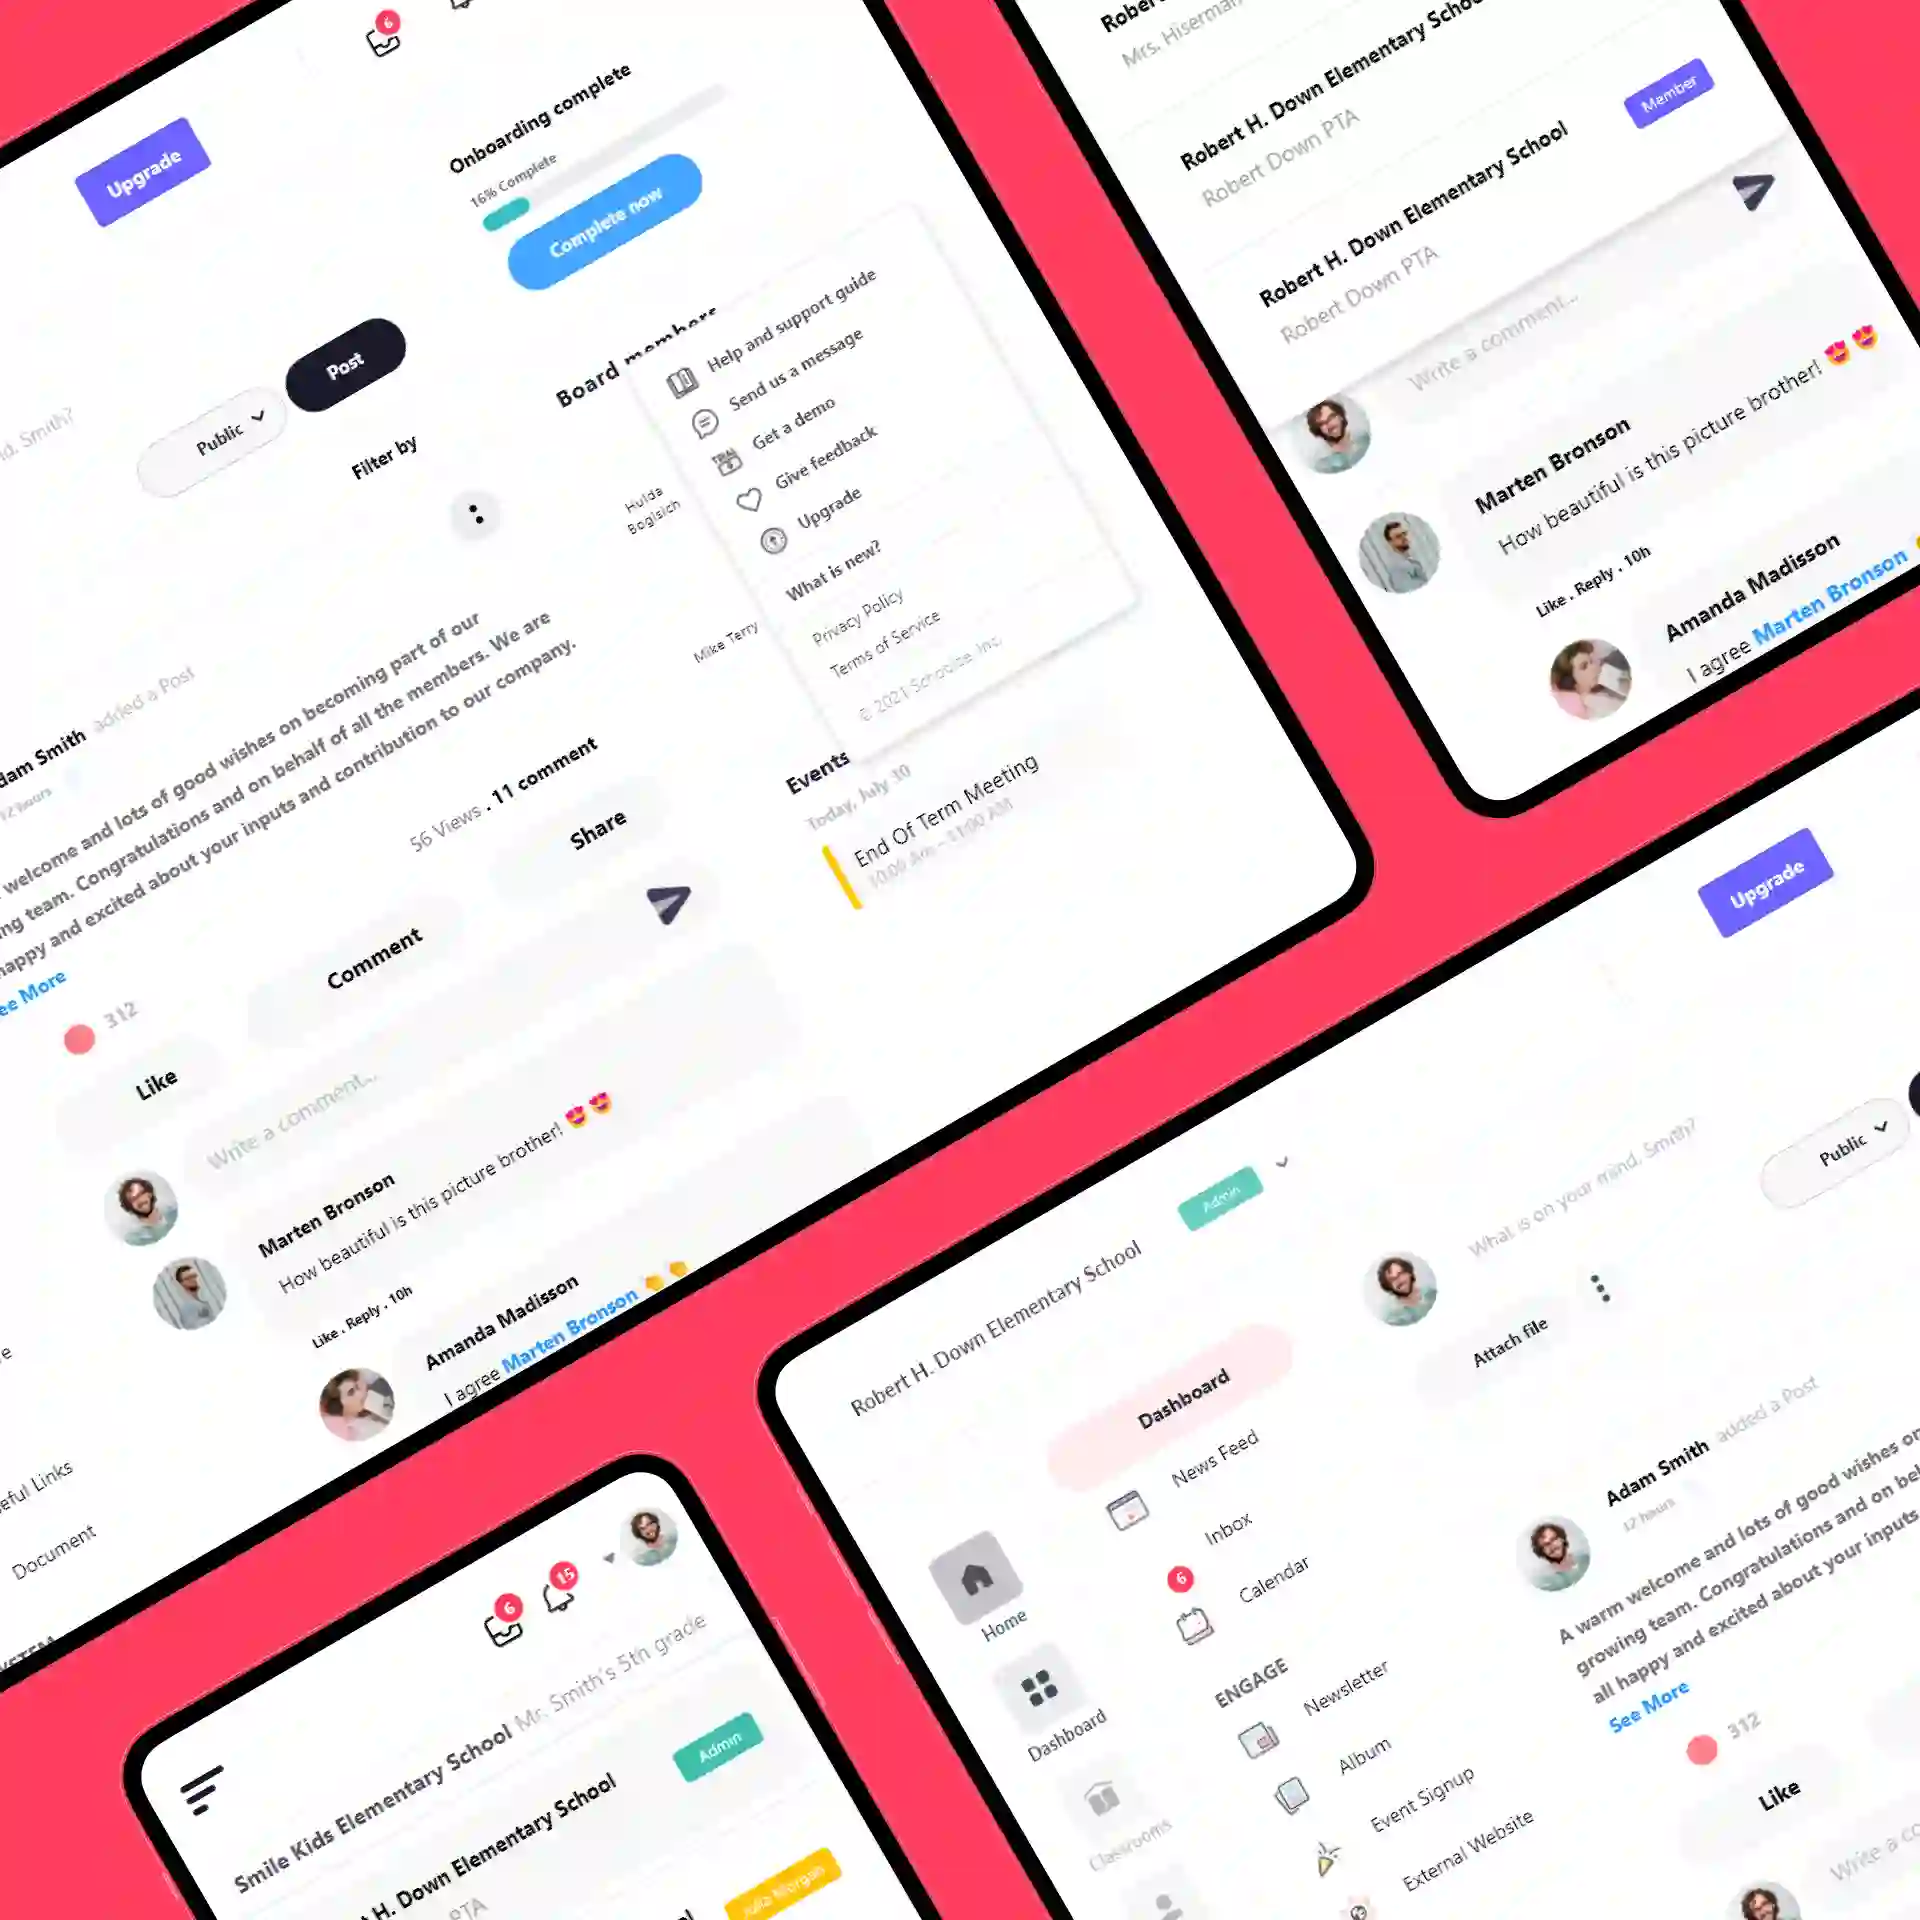 6
Upgrade
Onboarding complete
16% Complete
Complete now
Post
Public
d, Smith?
Filter by
Board members
Hulda
Bogisich
Mike Terry
Help and support guide
Send us a message
TRIAL
Get a demo
Give feedback
Upgrade
What is new?
Privacy Policy
Terms of Service
© 2021 Schoolize Inc.
Events
Today, July 10
End Of Term Meeting
10:00 Am - 11:00 AM
dam Smith added a Post
12 hours
welcome and lots of good wishes on becoming part of our
ng team. Congratulations and on behalf of all the members. We are
happy and excited about your inputs and contribution to our company.
ee More
312
56 Views . 11 comment
Like
Comment
Share
Write a comment...
Marten Bronson
How beautiful is this picture brother!
Like . Reply . 10h
Amanda Madisson
I agree Marten Bronson
e
eful Links
Document
YSTEM
Rober
Mrs. Hiserman
Robert H. Down Elementary Schoo
Robert Down PTA
Member
Robert H. Down Elementary School
Robert Down PTA
Write a comment...
Marten Bronson
How beautiful is this picture brother!
Like . Reply . 10h
Amanda Madisson
I agree Marten Bronson
6
15
Smile Kids Elementary School Mr. Smith's 5th grade
Admin
H. Down Elementary School
PTA
Julia Morgan
ol
Upgrade
Robert H. Down Elementary School
Admin
What is on your mind, Smith?
Public
Attach file
Dashboard
News Feed
Inbox
6
Calendar
ENGAGE
Newsletter
Album
Event Signup
External Website
Home
Dashboard
Classrooms
Adam Smith added a Post
12 hours
A warm welcome and lots of good wishes on
growing team. Congratulations and on beh
all happy and excited about your inputs
See More
312
Like
Write a co